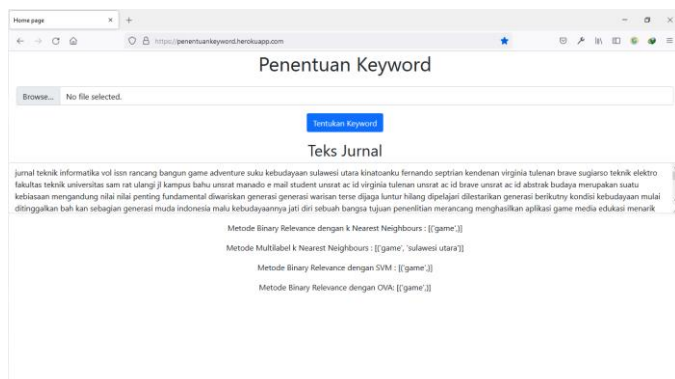 Home page
https://penentuankeyword.herokuapp.com
Penentuan Keyword
Browse... No file selected.
Tentukan Keyword
Teks Jurnal
jurnal teknik informatika vol issn rancang bangun game adventure suku kebudayaan sulawesi utara kinatoanku fernando septrian kendenan virginia tulenan brave sugiarso teknik elektro
fakultas teknik universitas sam rat ulangi jl kampus bahu unsrat manado e mail student unsrat ac id virginia tulenan unsrat ac id brave unsrat ac id abstrak budaya merupakan suatu
kebiasaan mengandung nilai nilai penting fundamental diwariskan generasi generasi warisan terse dijaga luntur hilang dipelajari dilestarikan generasi berikutny kondisi kebudayaan mulai
ditinggalkan bah kan sebagian generasi muda indonesia malu kebudayaannya jati diri sebuah bangsa tujuan penenlitian merancang menghasilkan aplikasi game media edukasi menarik
Metode Binary Relevance dengan k Nearest Neighbours : [('game',)]
Metode Multilabel k Nearest Neighbours : [('game', 'sulawesi utara')]
Metode Binary Relevance dengan SVM : [('game',)]
Metode Binary Relevance dengan OVA: [('game',)]